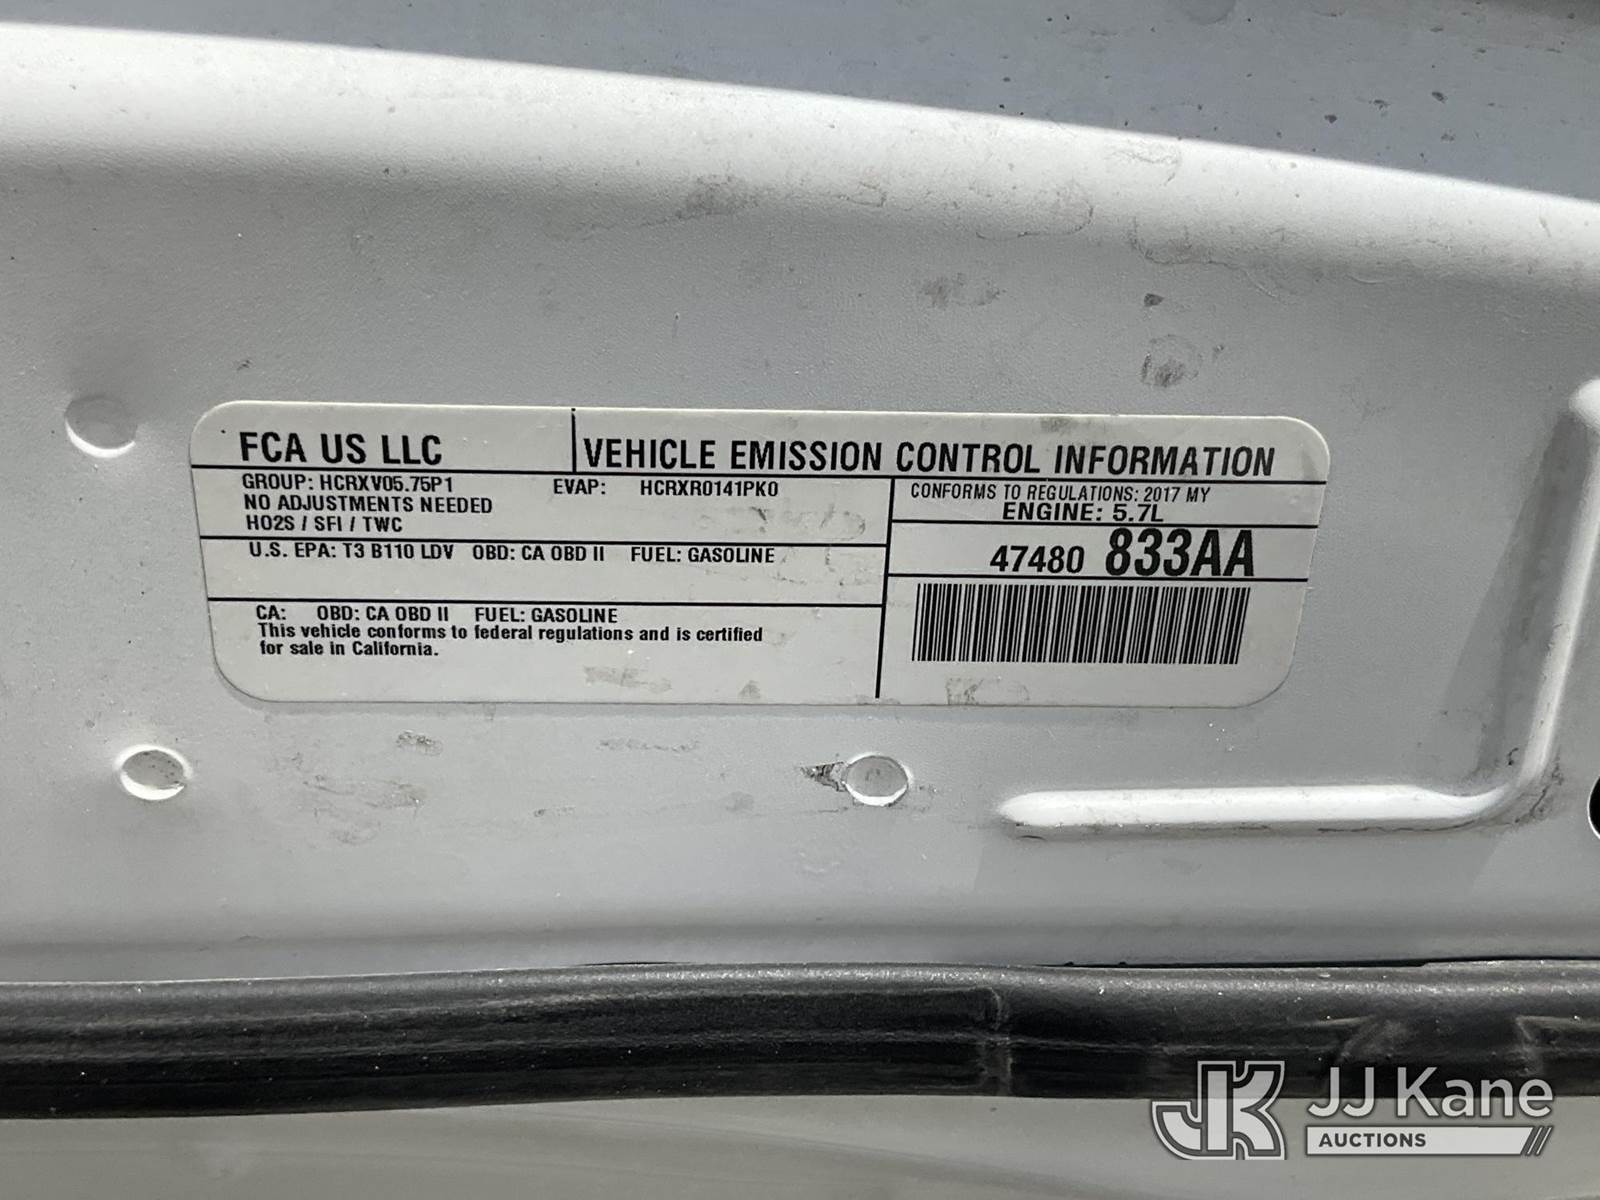 FCA US LLC
VEHICLE EMISSION CONTROL INFORMATION
GROUP: HCRXV05.75P1 EVAP: HCRXR0141PK0
NO ADJUSTMENTS NEEDED
HO2S / SFI / TWC
CONFORMS TO REGULATIONS: 2017 MY
ENGINE: 5.7L
U.S. EPA: T3 B110 LDV OBD: CA OBD II FUEL: GASOLINE
47480 833AA
CA: OBD: CA OBD II FUEL: GASOLINE
This vehicle conforms to federal regulations and is certified
for sale in California.
JK JJ Kane
AUCTIONS